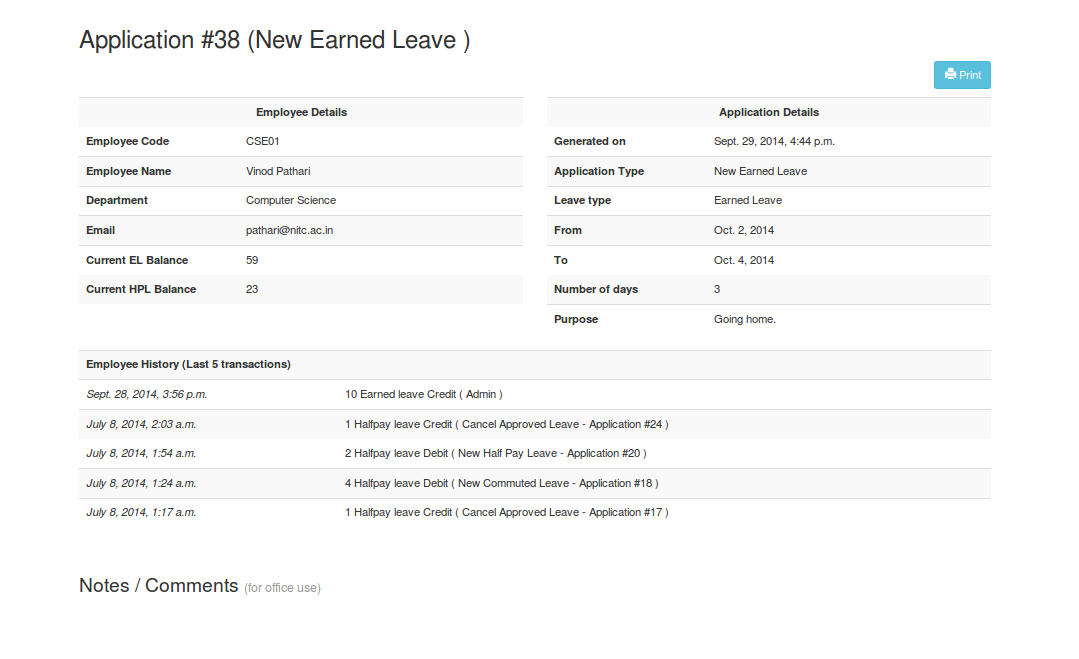 Application #38 (New Earned Leave )
Print
Employee Details
Employee Code CSE01
Employee Name Vinod Pathari
Department Computer Science
Email pathari@nitc.ac.in
Current EL Balance 59
Current HPL Balance 23
Application Details
Generated on Sept. 29, 2014, 4:44 p.m.
Application Type New Earned Leave
Leave type Earned Leave
From Oct. 2, 2014
To Oct. 4, 2014
Number of days 3
Purpose Going home.
Employee History (Last 5 transactions)
Sept. 28, 2014, 3:56 p.m. 10 Earned leave Credit ( Admin )
July 8, 2014, 2:03 a.m. 1 Halfpay leave Credit ( Cancel Approved Leave - Application #24 )
July 8, 2014, 1:54 a.m. 2 Halfpay leave Debit ( New Half Pay Leave - Application #20 )
July 8, 2014, 1:24 a.m. 4 Halfpay leave Debit ( New Commuted Leave - Application #18 )
July 8, 2014, 1:17 a.m. 1 Halfpay leave Credit ( Cancel Approved Leave - Application #17 )
Notes / Comments (for office use)